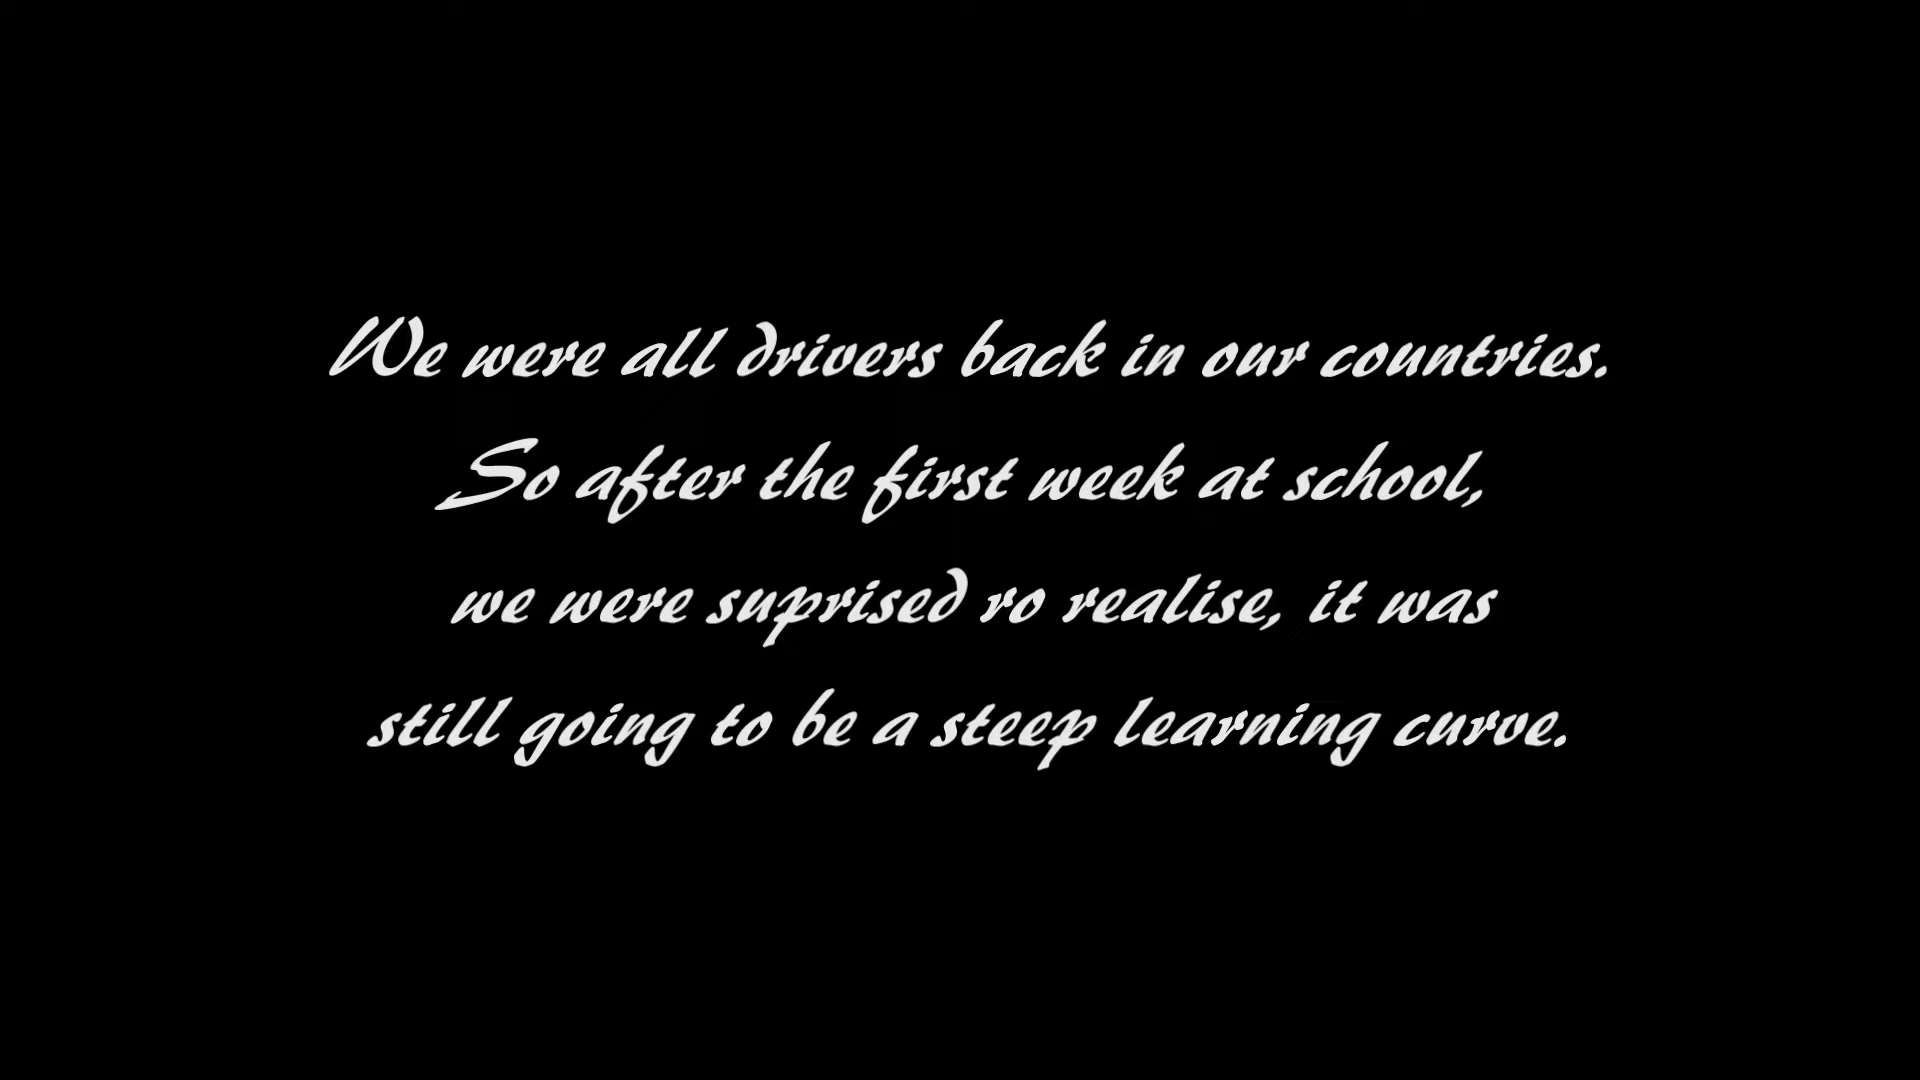 We were all drivers back in our countries.
So after the first week at school,
we were suprised ro realise, it was
still going to be a steep learning curve.